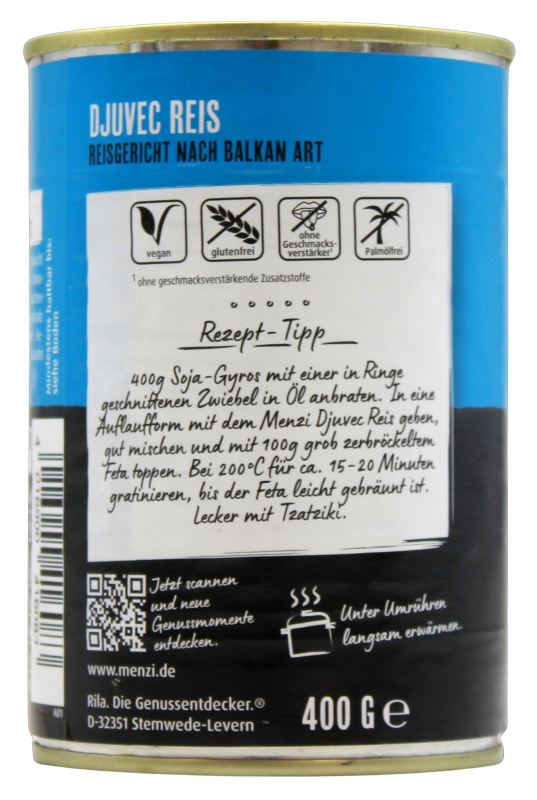 DJUVEC REIS
REISGERICHT NACH BALKAN ART
vegan
glutenfrei
ohne
Geschmacks-
verstärker¹
Palmölfrei
¹ ohne geschmacksverstärkende Zusatzstoffe
Rezept-Tipp
400g Soja-Gyros mit einer in Ringe
geschnittenen Zwiebel in Öl anbraten. In eine
Auflaufform mit dem Menzi Djuvec Reis geben,
gut mischen und mit 100g grob zerbröckeltem
Feta toppen. Bei 200°C für ca. 15-20 Minuten
gratinieren, bis der Feta leicht gebräunt ist.
Lecker mit Tzatziki.
Mindestens haltbar bis:
siehe Boden
Jetzt scannen
und neue
Genussmomente
entdecken.
Unter Umrühren
langsam erwärmen.
www.menzi.de
Rila. Die Genussentdecker.®
D-32351 Stemwede-Levern
400 G e